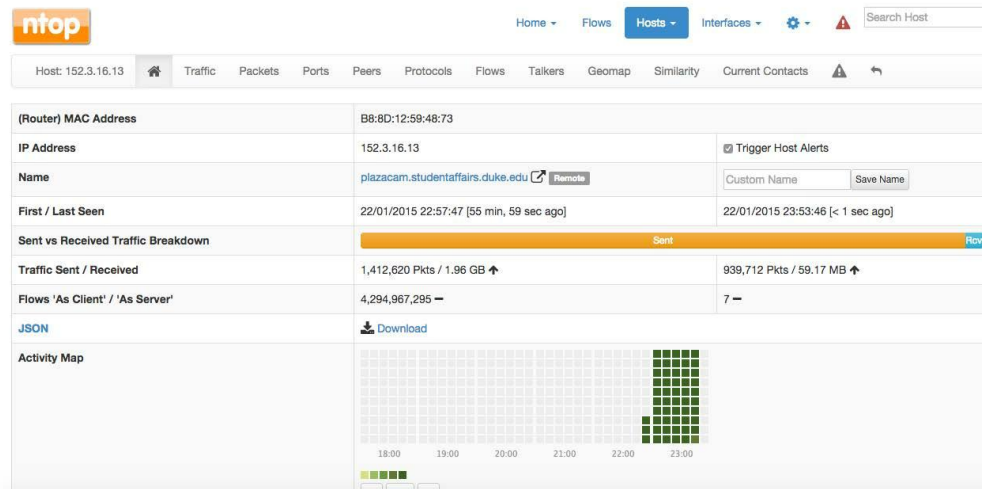 ntop
Home Flows Hosts Interfaces Search Host
Host: 152.3.16.13 Traffic Packets Ports Peers Protocols Flows Talkers Geomap Similarity Current Contacts
(Router) MAC Address B8:8D:12:59:48:73
IP Address 152.3.16.13 Trigger Host Alerts
Name plazacam.studentaffairs.duke.edu Remote Custom Name Save Name
First / Last Seen 22/01/2015 22:57:47 [55 min, 59 sec ago] 22/01/2015 23:53:46 [< 1 sec ago]
Sent vs Received Traffic Breakdown Sent Rcv
Traffic Sent / Received 1,412,620 Pkts / 1.96 GB 939,712 Pkts / 59.17 MB
Flows 'As Client' / 'As Server' 4,294,967,295 7
JSON Download
Activity Map
18:00 19:00 20:00 21:00 22:00 23:00